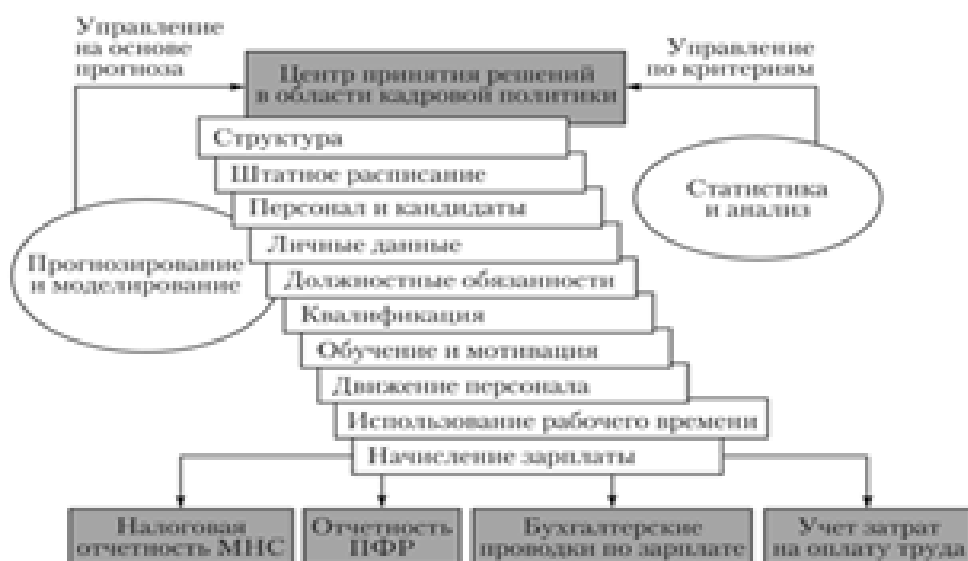 Управление
на основе
прогноза
Центр принятия решений
в области кадровой политики
Управление
по критериям
Структура
Штатное расписание
Персонал и кандидаты
Личные данные
Должностные обязанности
Квалификация
Обучение и мотивация
Движение персонала
Использование рабочего времени
Начисление зарплаты
Статистика
и анализ
Прогнозирование
и моделирование
Налоговая
отчетность МНС
Отчетность
ПФР
Бухгалтерские
проводки по зарплате
Учет затрат
на оплату труда